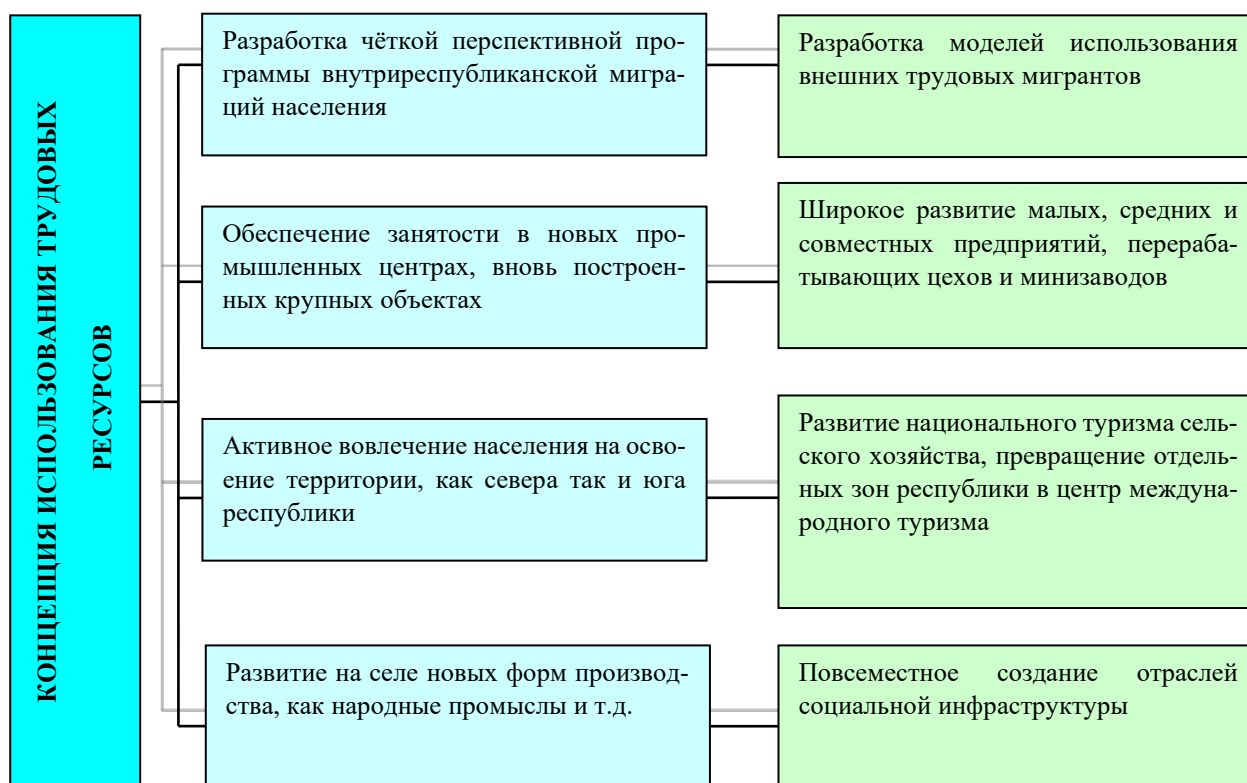 КОНЦЕПЦИЯ ИСПОЛЬЗОВАНИЯ ТРУДОВЫХ
РЕСУРСОВ
Разработка чёткой перспективной про-
граммы внутриреспубликанской мигра-
ций населения
Разработка моделей использования
внешних трудовых мигрантов
Обеспечение занятости в новых про-
мышленных центрах, вновь построен-
ных крупных объектах
Широкое развитие малых, средних и
совместных предприятий, перераба-
тывающих цехов и минизаводов
Активное вовлечение населения на осво-
ение территории, как севера так и юга
республики
Развитие национального туризма сель-
ского хозяйства, превращение отдель-
ных зон республики в центр междуна-
родного туризма
Развитие на селе новых форм производ-
ства, как народные промыслы и т.д.
Повсеместное создание отраслей
социальной инфраструктуры